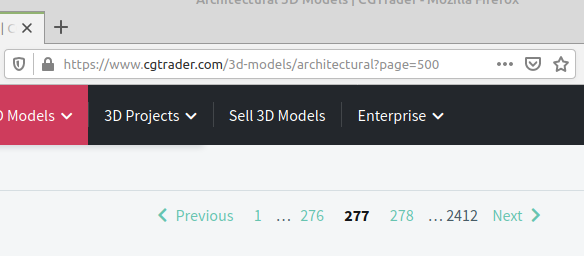 Architectural 3D Models | CGTrader - Mozilla Firefox
| C
https://www.cgtrader.com/3d-models/architectural?page=500
D Models 3D Projects Sell 3D Models Enterprise
Previous 1 ... 276 277 278 ... 2412 Next